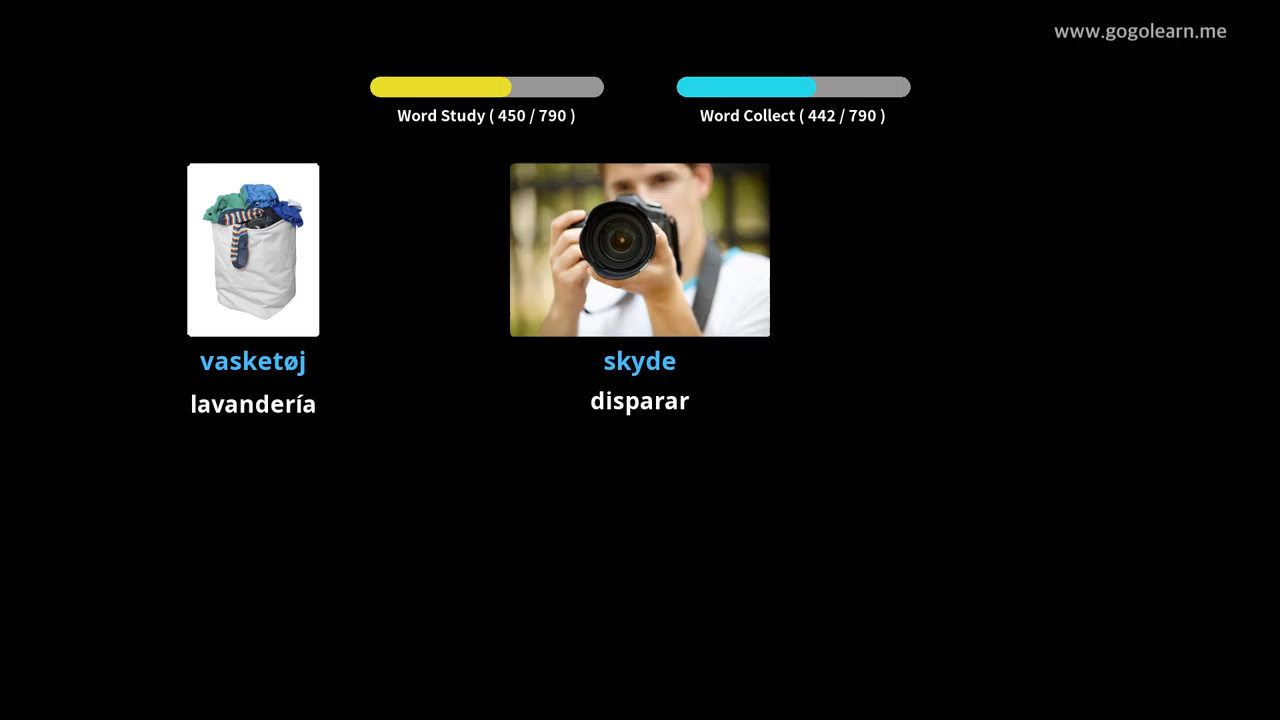 www.gogolearn.me
Word Study ( 450 / 790 )
Word Collect ( 442 / 790 )
vasketøj
lavandería
skyde
disparar